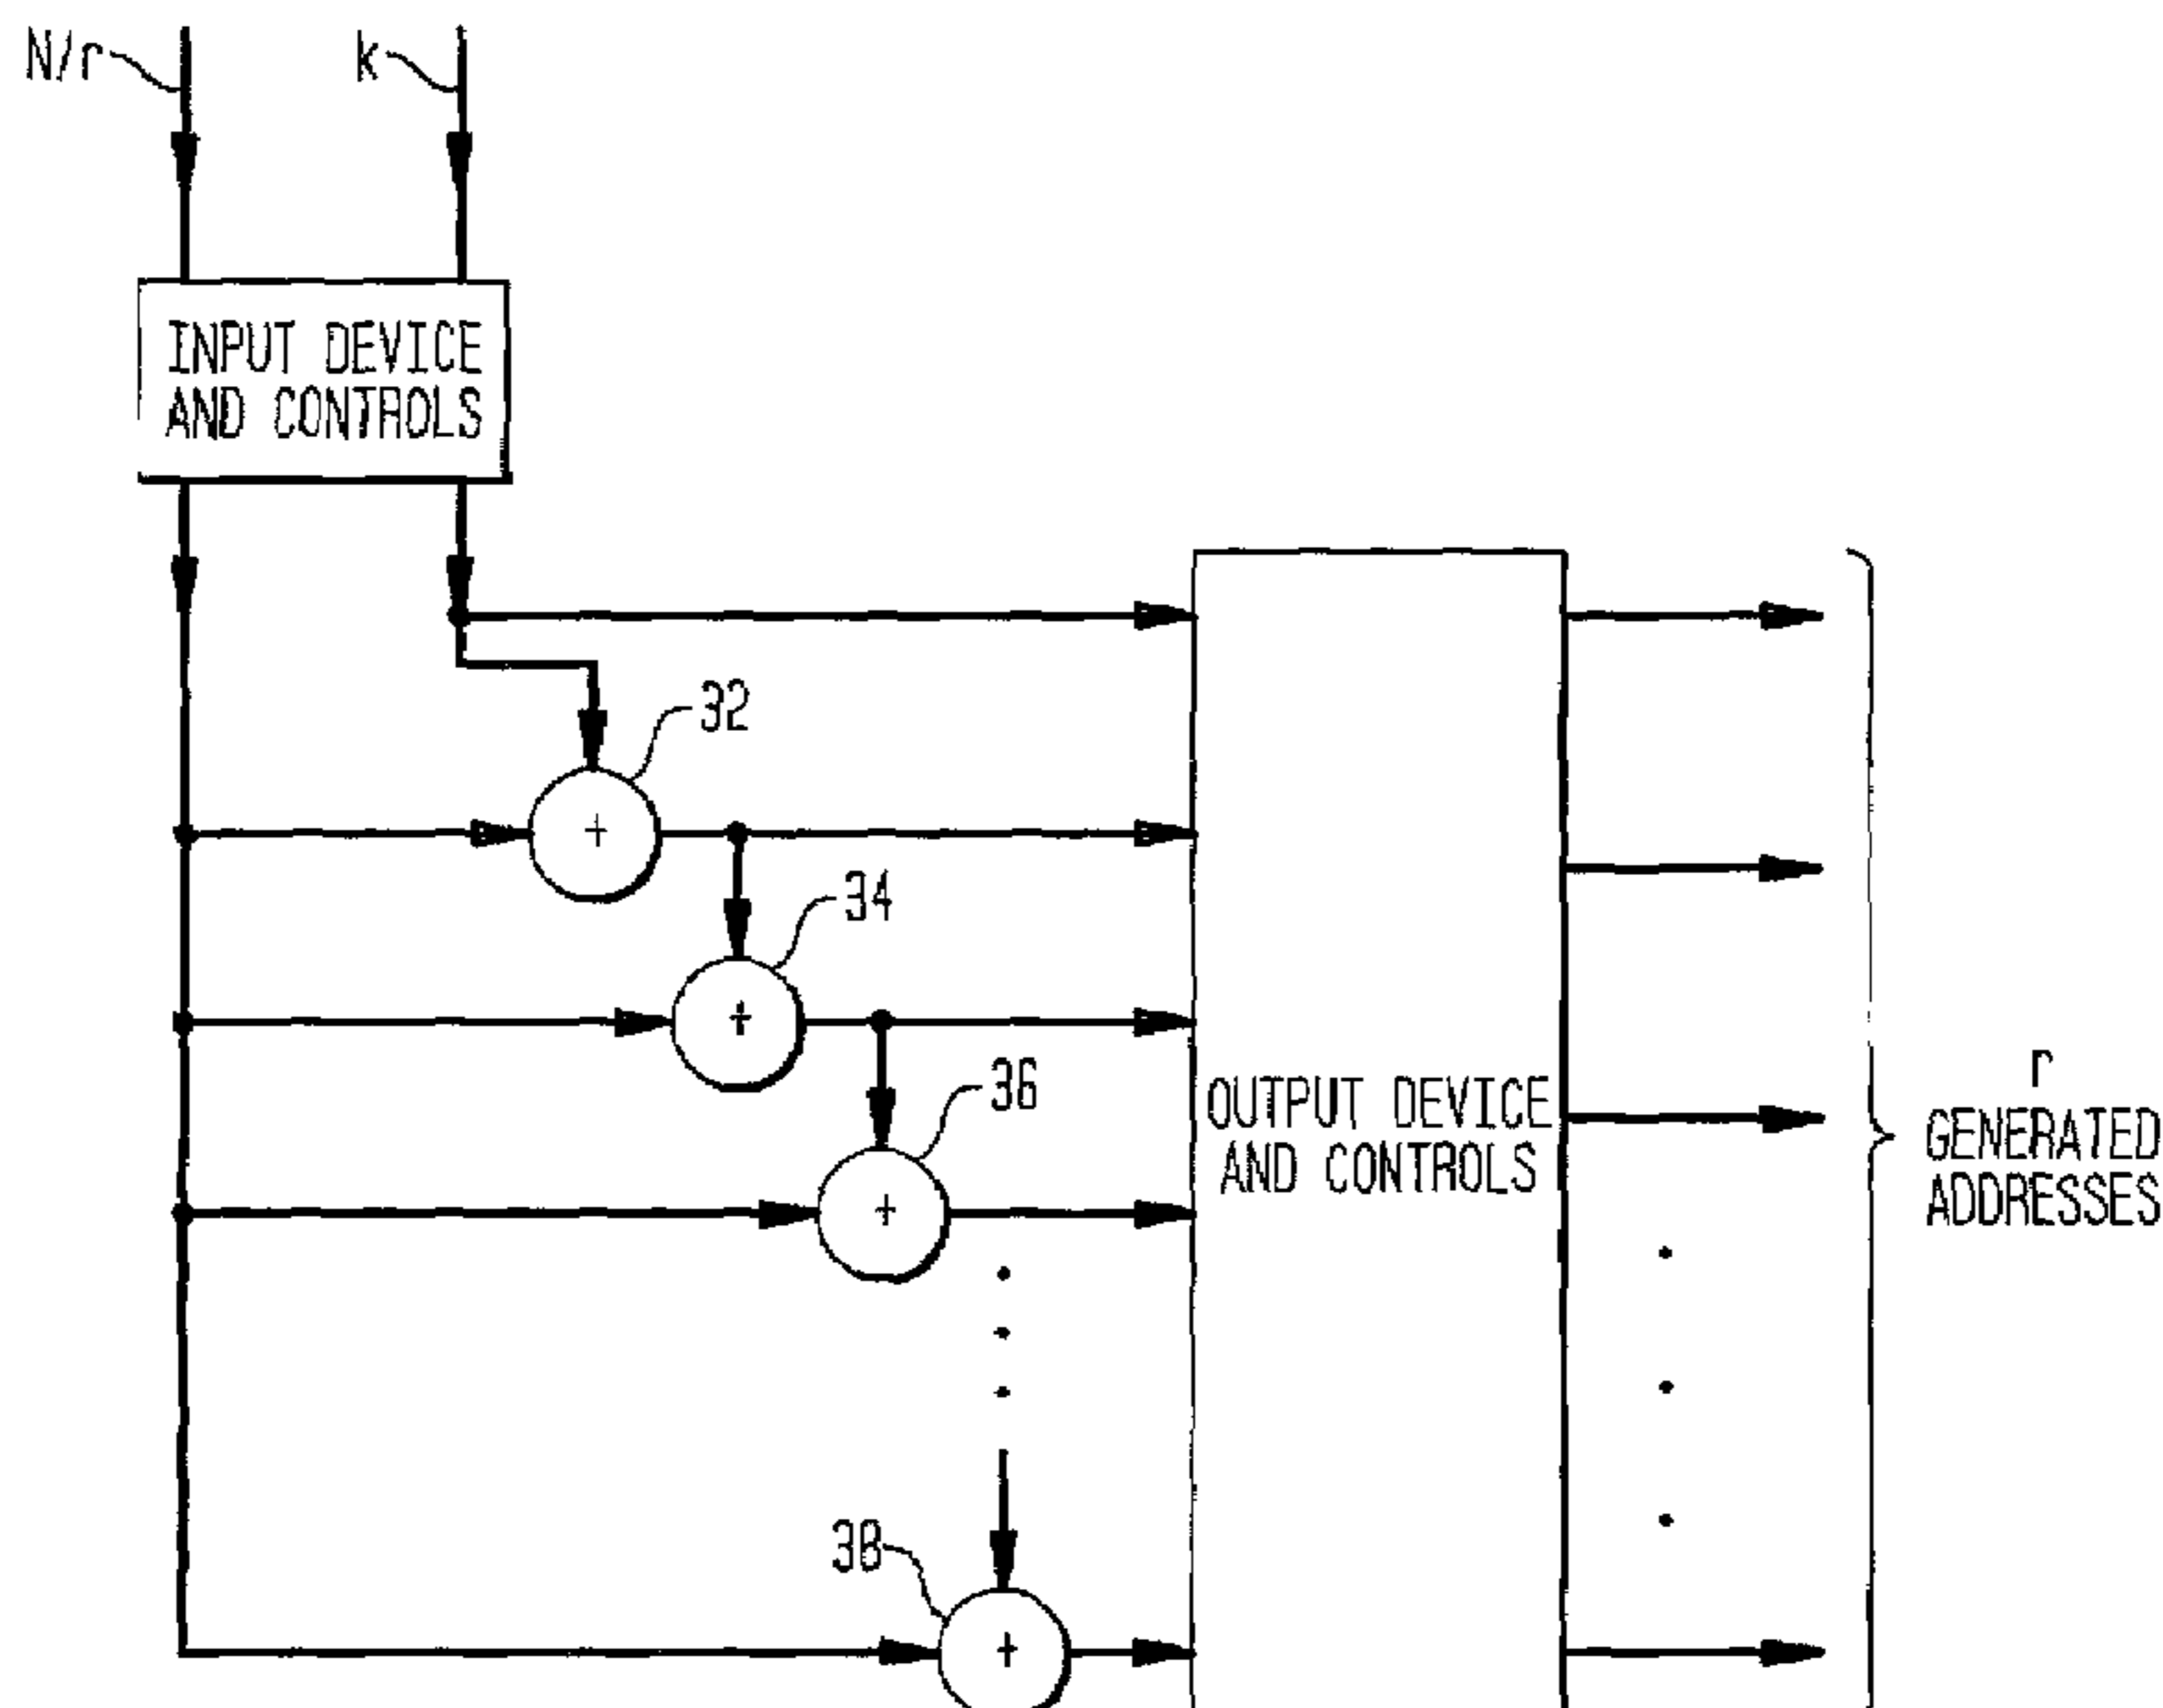 N/r
k
INPUT DEVICE
AND CONTROLS
32
+
34
+
36
+
OUTPUT DEVICE
AND CONTROLS
r
GENERATED
ADDRESSES
38
+